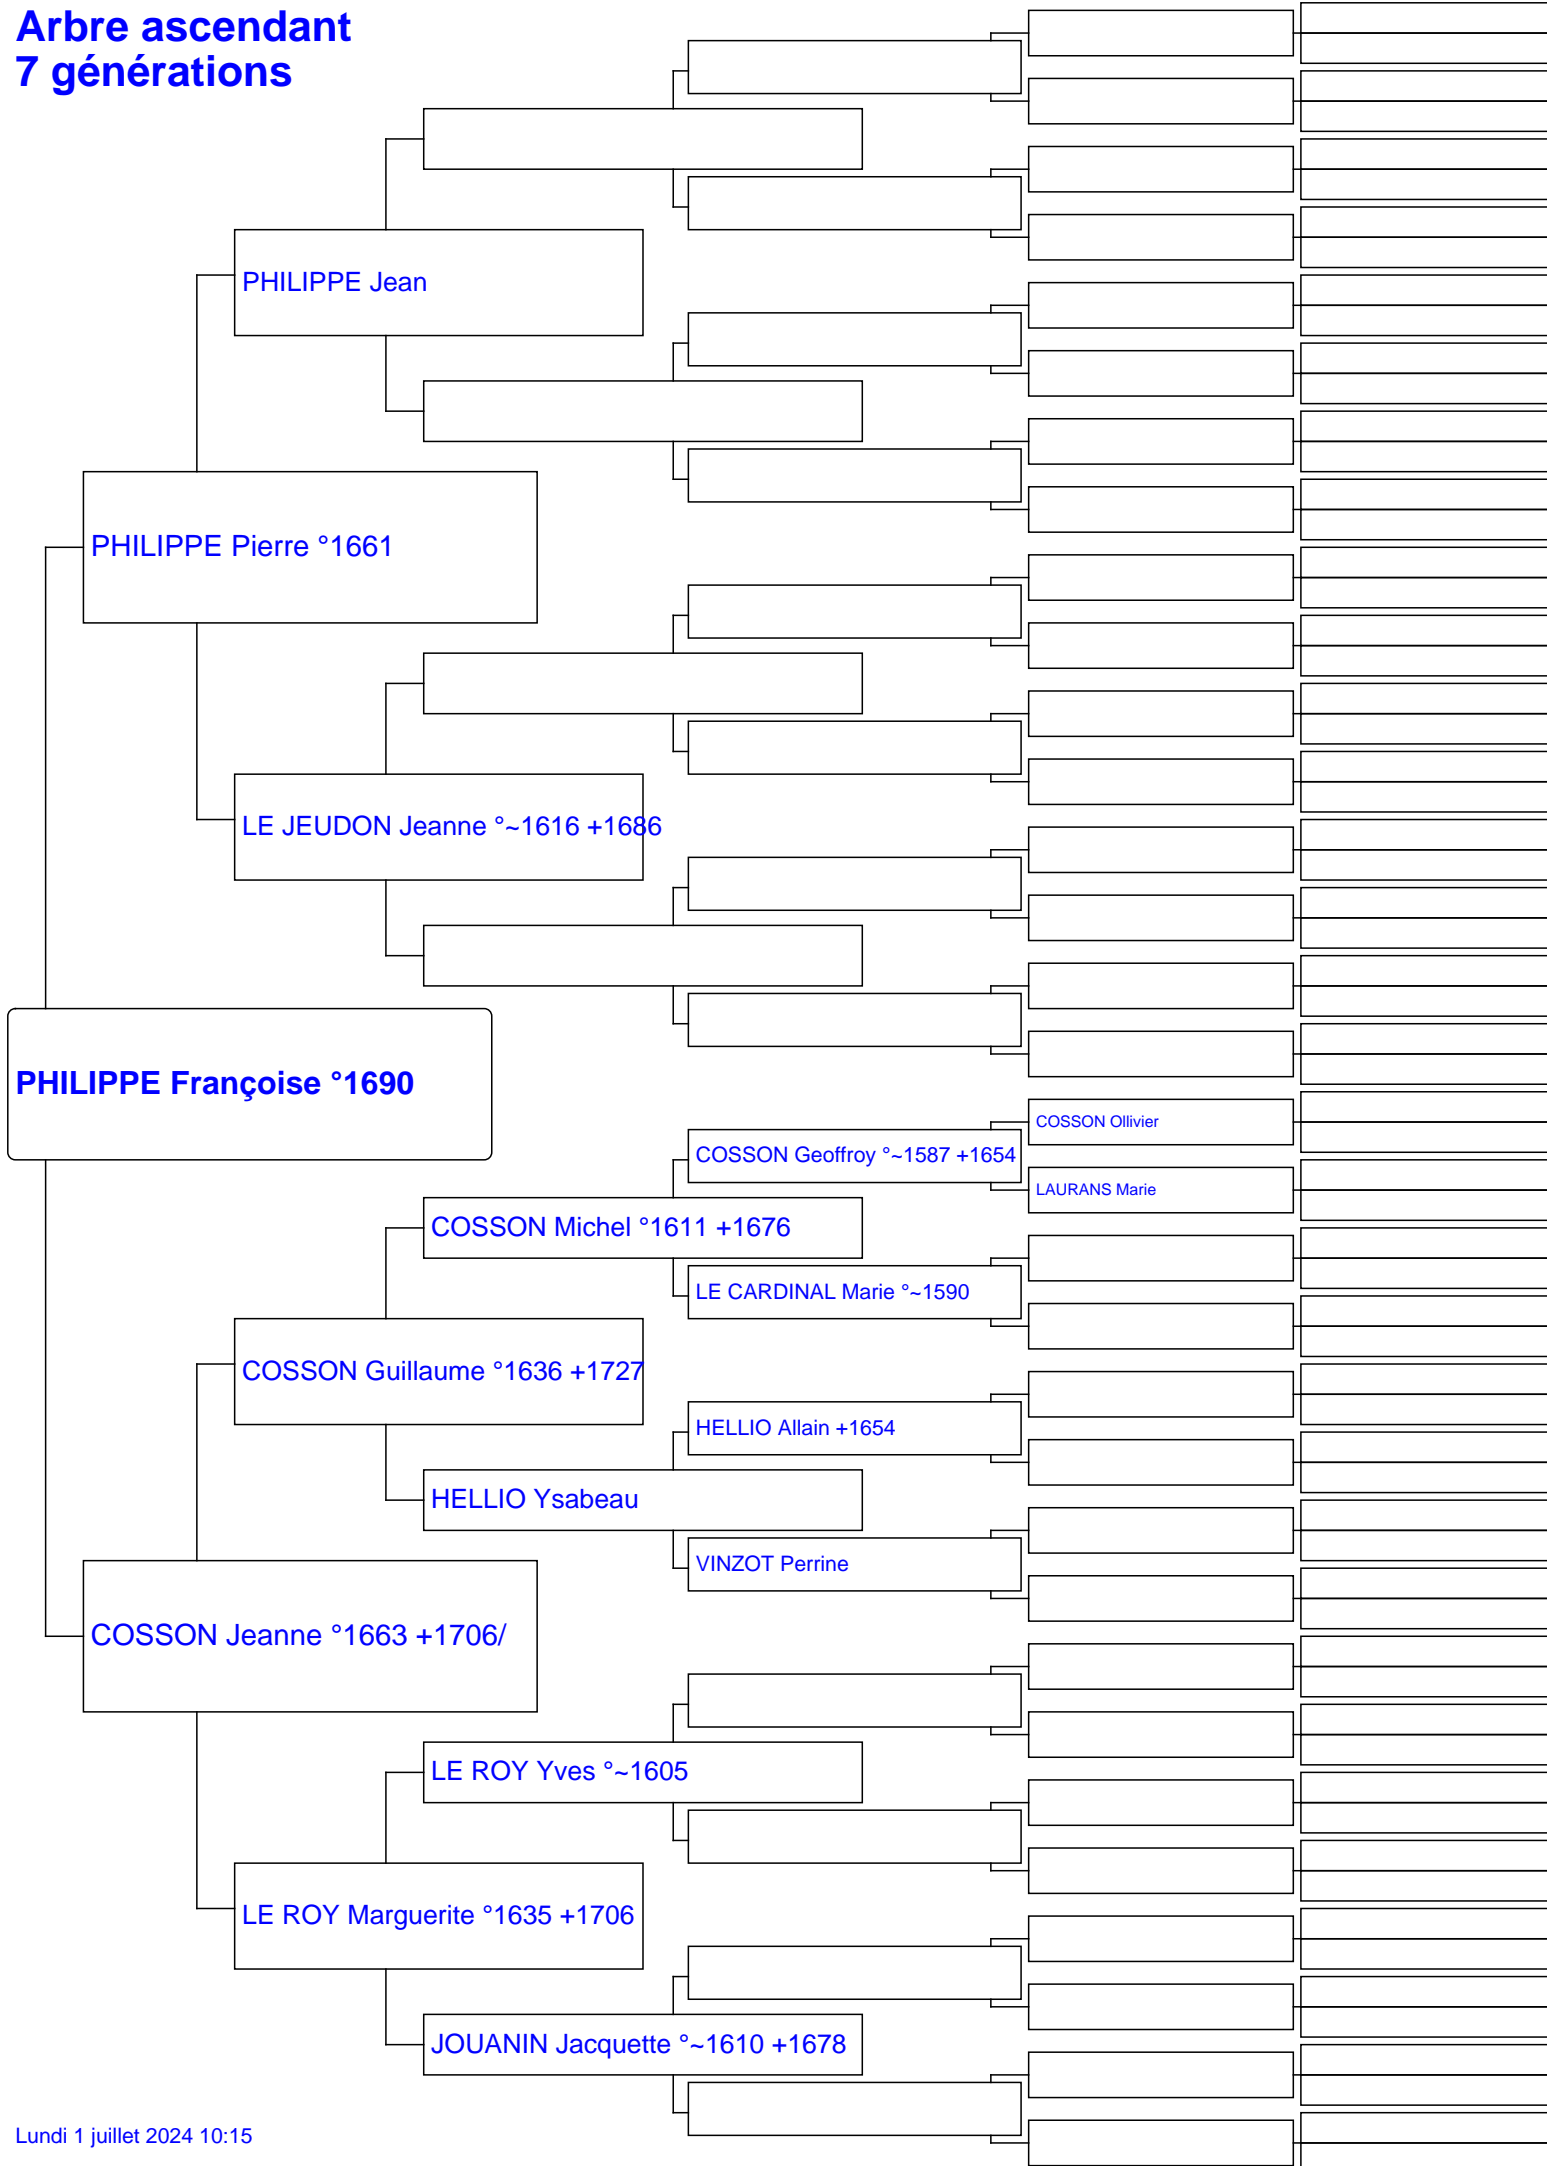 Arbre ascendant
7 générations
PHILIPPE Jean
PHILIPPE Pierre °1661
LE JEUDON Jeanne °~1616 +1686
PHILIPPE Françoise °1690
COSSON Ollivier
COSSON Geoffroy °~1587 +1654
LAURANS Marie
COSSON Michel °1611 +1676
LE CARDINAL Marie °~1590
COSSON Guillaume °1636 +1727
HELLIO Allain +1654
HELLIO Ysabeau
VINZOT Perrine
COSSON Jeanne °1663 +1706/
LE ROY Yves °~1605
LE ROY Marguerite °1635 +1706
JOUANIN Jacquette °~1610 +1678
Lundi 1 juillet 2024 10:15